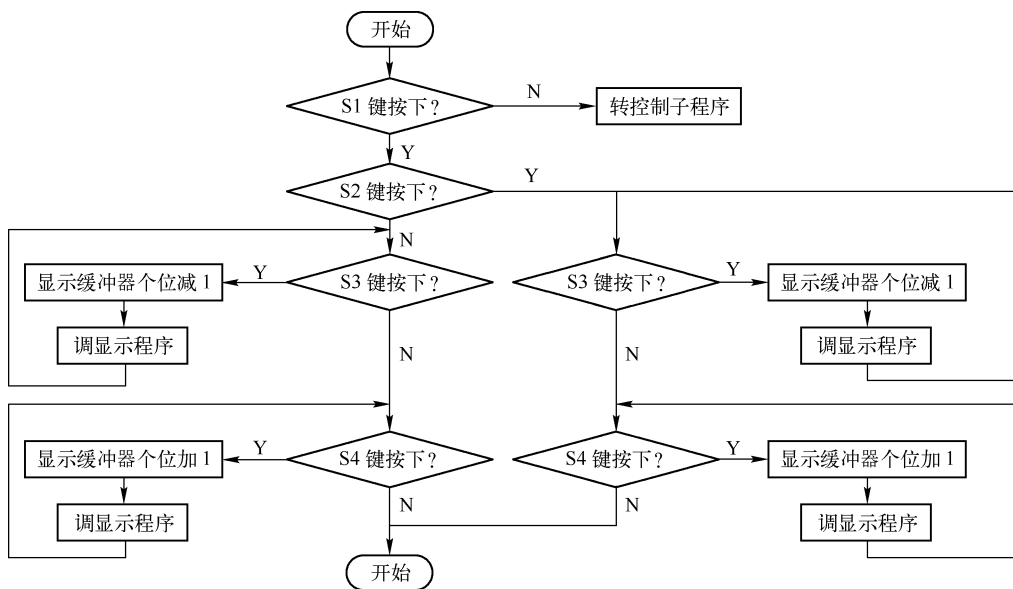 开始
S1 键按下?
N
转控制子程序
Y
S2 键按下?
Y
N
显示缓冲器个位减 1
Y
S3 键按下?
S3 键按下?
Y
显示缓冲器个位减 1
调显示程序
调显示程序
N
N
显示缓冲器个位加 1
Y
S4 键按下?
S4 键按下?
Y
显示缓冲器个位加 1
调显示程序
N
N
调显示程序
开始